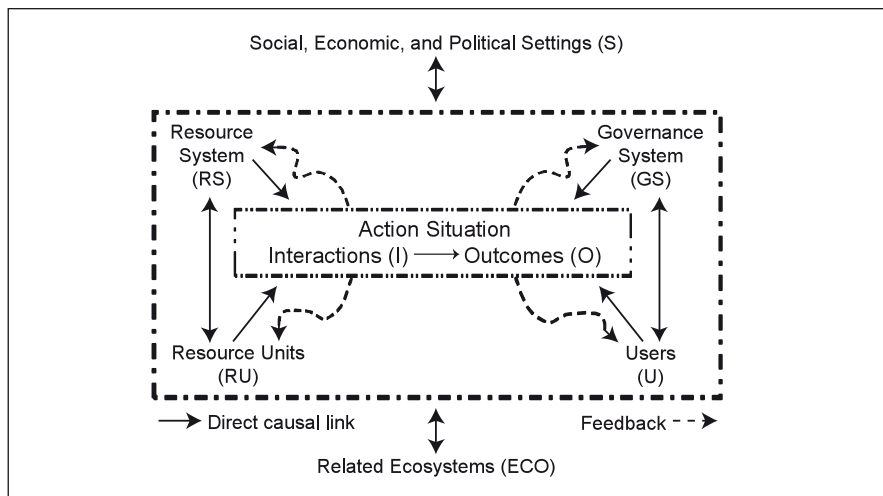 Social, Economic, and Political Settings (S)
Resource
System
(RS)
Governance
System
(GS)
Action Situation
Interactions (I) → Outcomes (O)
Resource Units
(RU)
Users
(U)
Direct causal link
Feedback
Related Ecosystems (ECO)